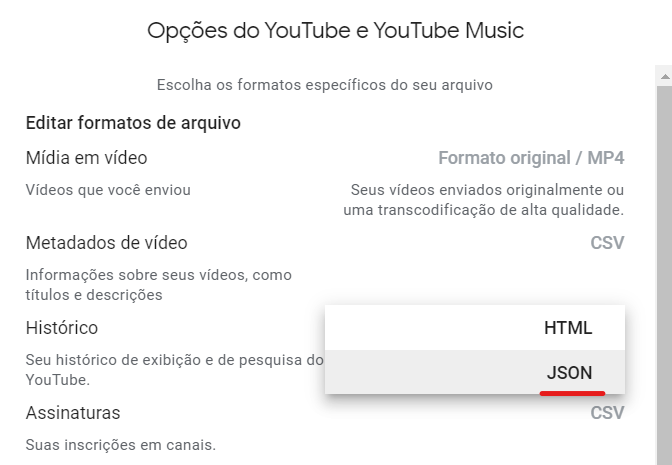 Opções do YouTube e YouTube Music
Escolha os formatos específicos do seu arquivo
Editar formatos de arquivo
Mídia em vídeo
Formato original / MP4
Vídeos que você enviou
Seus vídeos enviados originalmente ou
uma transcodificação de alta qualidade.
Metadados de vídeo
CSV
Informações sobre seus vídeos, como
títulos e descrições
Histórico
HTML
Seu histórico de exibição e de pesquisa do
YouTube.
JSON
Assinaturas
CSV
Suas inscrições em canais.